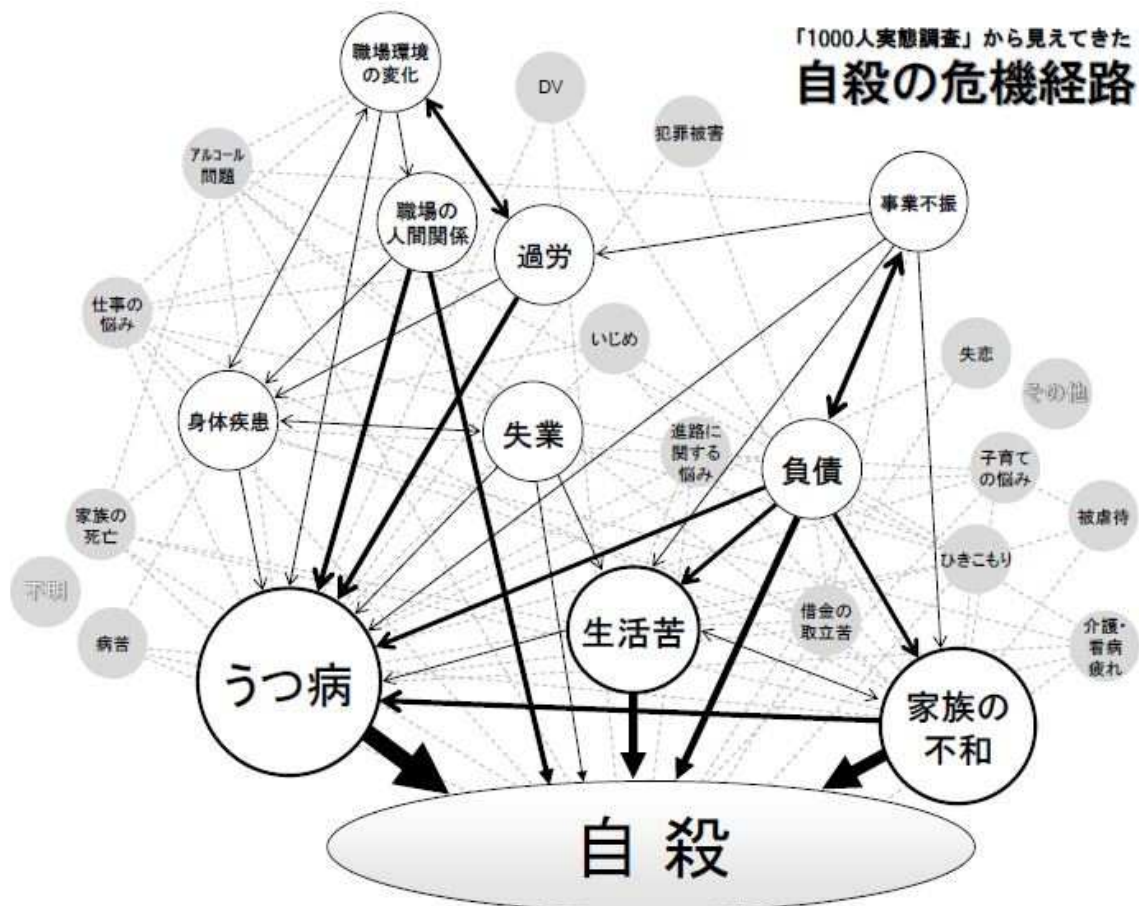 「1000人実態調査」から見えてきた
自殺の危機経路
職場環境
の変化
DV
犯罪被害
アルコール
問題
職場の
人間関係
過労
事業不振
仕事の
悩み
いじめ
失恋
その他
身体疾患
失業
進路に
関する
悩み
負債
子育て
の悩み
家族の
死亡
被虐待
ひきこもり
不明
病苦
うつ病
生活苦
借金の
取立苦
介護・
看病
疲れ
家族の
不和
自殺